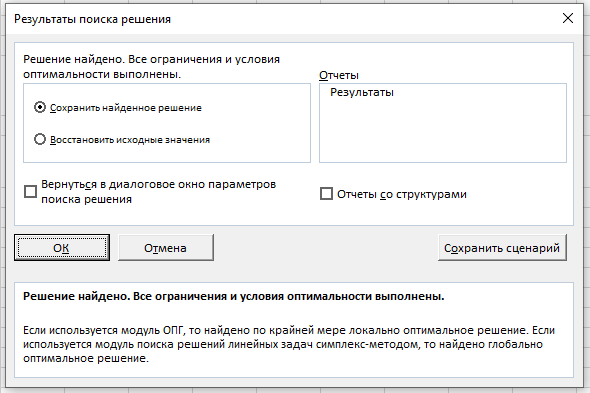 Результаты поиска решения
Решение найдено. Все ограничения и условия
оптимальности выполнены.
Отчеты
Сохранить найденное решение
Результаты
Восстановить исходные значения
Вернуться в диалоговое окно параметров
поиска решения
Отчеты со структурами
ОК
Отмена
Сохранить сценарий
Решение найдено. Все ограничения и условия оптимальности выполнены.
Если используется модуль ОПГ, то найдено по крайней мере локально оптимальное решение. Если
используется модуль поиска решений линейных задач симплекс-методом, то найдено глобально
оптимальное решение.